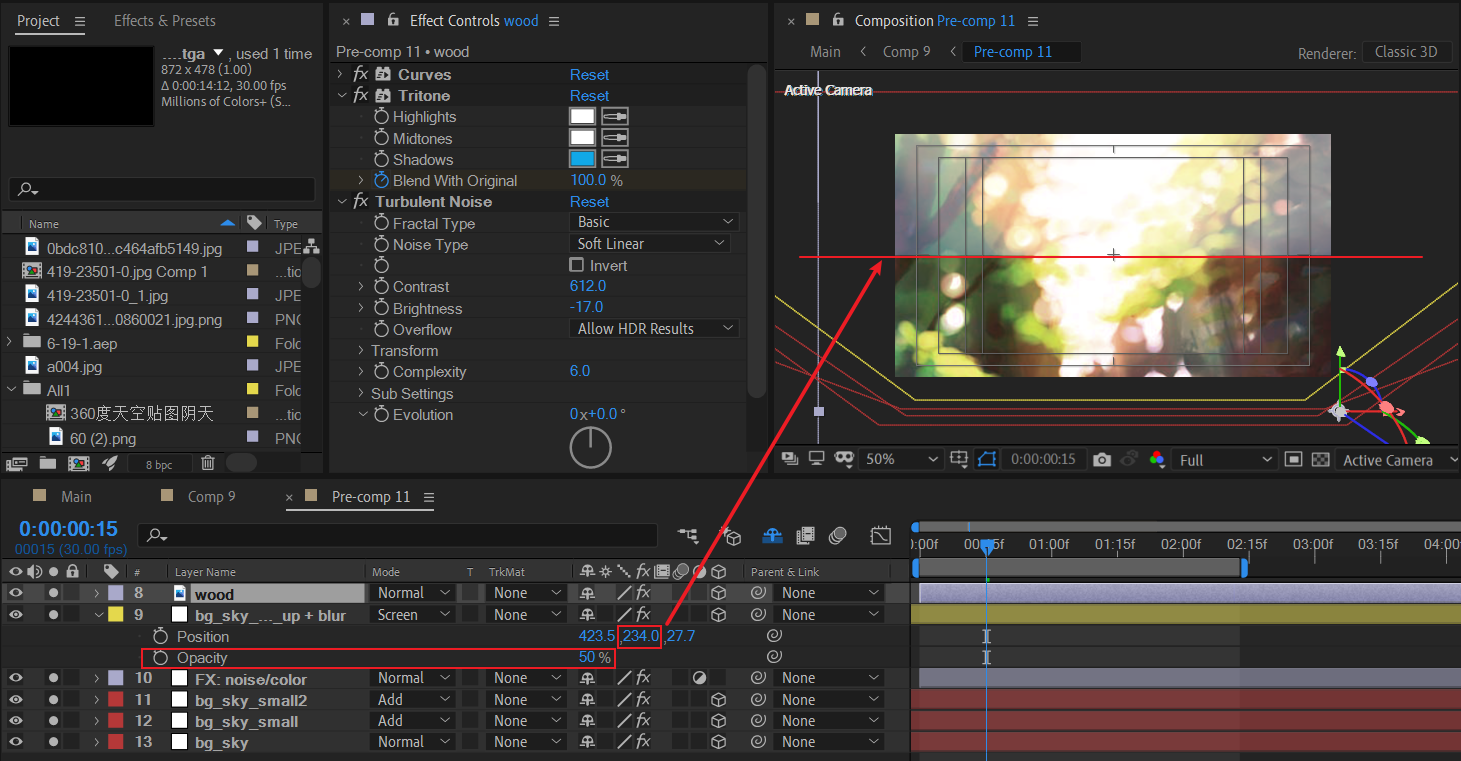 Project
Effects & Presets
....tga ▼ , used 1 time
872 x 478 (1.00)
Δ 0:00:14:12, 30.00 fps
Millions of Colors+ (S...
Name
Type
0bdc810...c464afb5149.jpg
JPE
419-23501-0.jpg Comp 1
...tio
419-23501-0_1.jpg
JPE
4244361...0860021.jpg.png
PNG
6-19-1.aep
Fold
a004.jpg
JPE
All1
Fold
360度天空贴图阴天
...tio
60 (2).png
PNG
8 bpc
× Effect Controls wood
Pre-comp 11 • wood
fx Curves Reset
fx Tritone Reset
Highlights
Midtones
Shadows
Blend With Original 100.0 %
fx Turbulent Noise Reset
Fractal Type Basic
Noise Type Soft Linear
Invert
Contrast 612.0
Brightness -17.0
Overflow Allow HDR Results
Transform
Complexity 6.0
Sub Settings
Evolution 0x+0.0 °
× Composition Pre-comp 11
Main < Comp 9 < Pre-comp 11
Renderer: Classic 3D
Active Camera
50%
0:00:00:15
Full
Active Camera
Main
Comp 9
× Pre-comp 11
0:00:00:15
00015 (30.00 fps)
:00f 00:15f 01:00f 01:15f 02:00f 02:15f 03:00f 03:15f 04:00
# Layer Name Mode T TrkMat fx Parent & Link
8 wood Normal None None
9 bg_sky_..._up + blur Screen None fx None
Position 423.5 ,234.0 ,27.7
Opacity 50 %
10 FX: noise/color Normal None fx None
11 bg_sky_small2 Add None fx None
12 bg_sky_small Add None fx None
13 bg_sky Normal None fx None